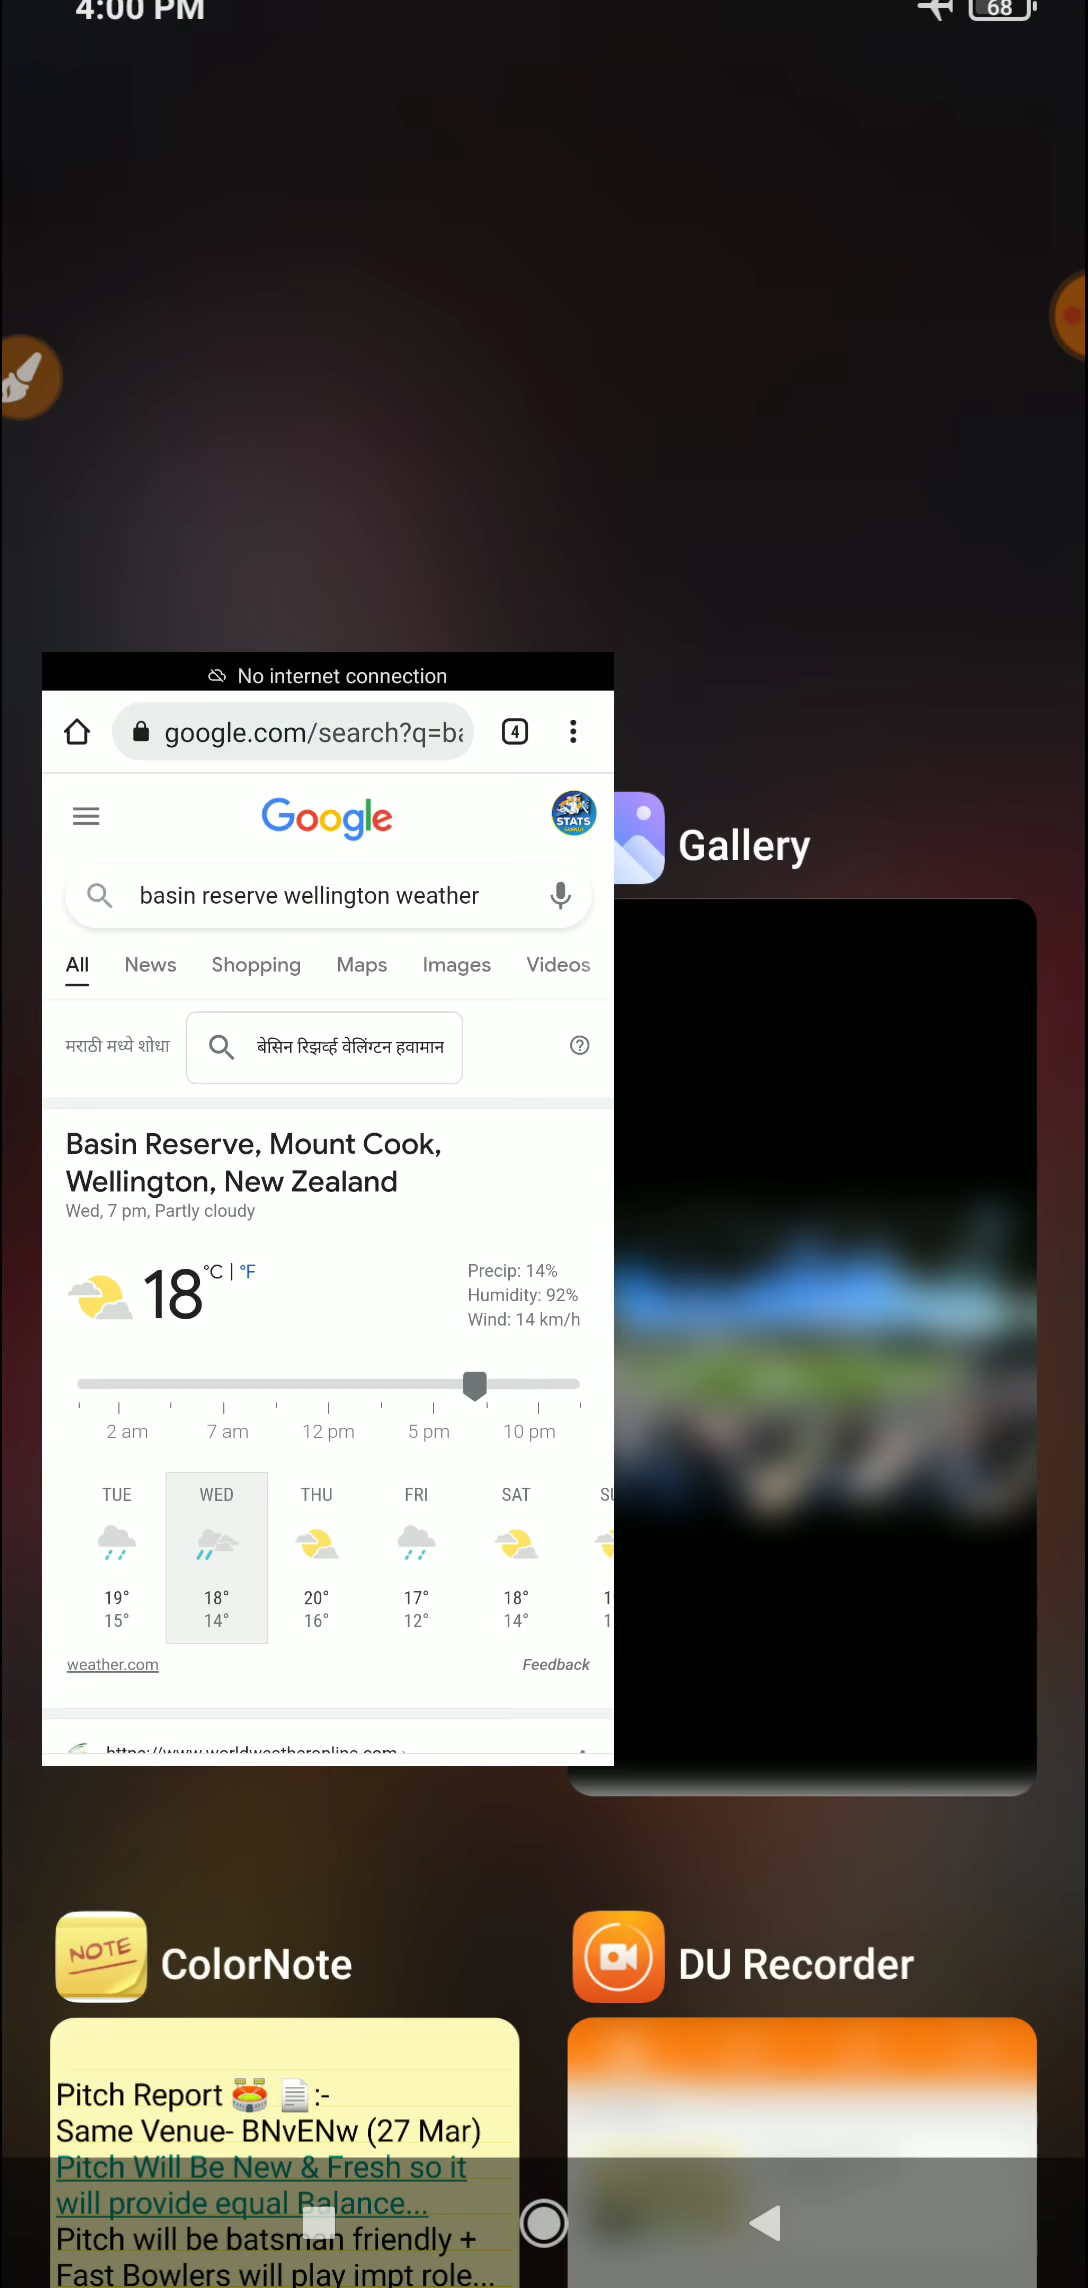 4:00 PM
68
No internet connection
google.com/search?q=ba
4
Google
STATS
basin reserve wellington weather
All News Shopping Maps Images Videos
मराठी मध्ये शोधा
बेसिन रिझर्व्ह वेलिंग्टन हवामान
Basin Reserve, Mount Cook,
Wellington, New Zealand
Wed, 7 pm, Partly cloudy
18 °C | °F
Precip: 14%
Humidity: 92%
Wind: 14 km/h
2 am 7 am 12 pm 5 pm 10 pm
TUE WED THU FRI SAT
19° 18° 20° 17° 18°
15° 14° 16° 12° 14°
weather.com
Feedback
https://www.worldweatheronline.com ›
Gallery
NOTE
ColorNote
DU Recorder
Pitch Report 🏟 📄:-
Same Venue- BNvENw (27 Mar)
Pitch Will Be New & Fresh so it
will provide equal Balance...
Pitch will be batsman friendly +
Fast Bowlers will play impt role...